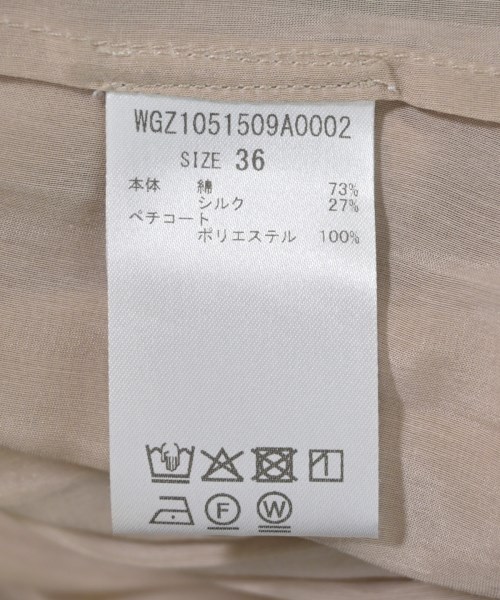 WGZ1051509A0002
SIZE 36
本体 綿 73%
シルク 27%
ペチコート
ポリエステル 100%
F W